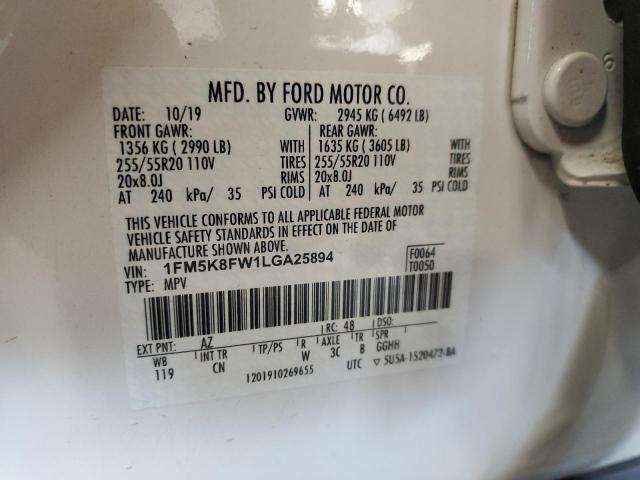 MFD. BY FORD MOTOR CO.
DATE: 10/19 GVWR: 2945 KG ( 6492 LB)
FRONT GAWR: REAR GAWR:
1356 KG ( 2990 LB) WITH 1635 KG ( 3605 LB) WITH
255/55R20 110V TIRES 255/55R20 110V TIRES
20x8.0J RIMS 20x8.0J RIMS
AT 240 kPa/ 35 PSI COLD AT 240 kPa/ 35 PSI COLD
THIS VEHICLE CONFORMS TO ALL APPLICABLE FEDERAL MOTOR
VEHICLE SAFETY STANDARDS IN EFFECT ON THE DATE OF
MANUFACTURE SHOWN ABOVE.
VIN: 1FM5K8FW1LGA25894 F0064
TYPE: MPV T0050
EXT PNT: AZ RC: 48 DSO:
WB INT TR TP/PS R AXLE TR SPR
119 CN W 3C B GGHH
1201910269655 UTC ▽ 5U5A-1520472-BA